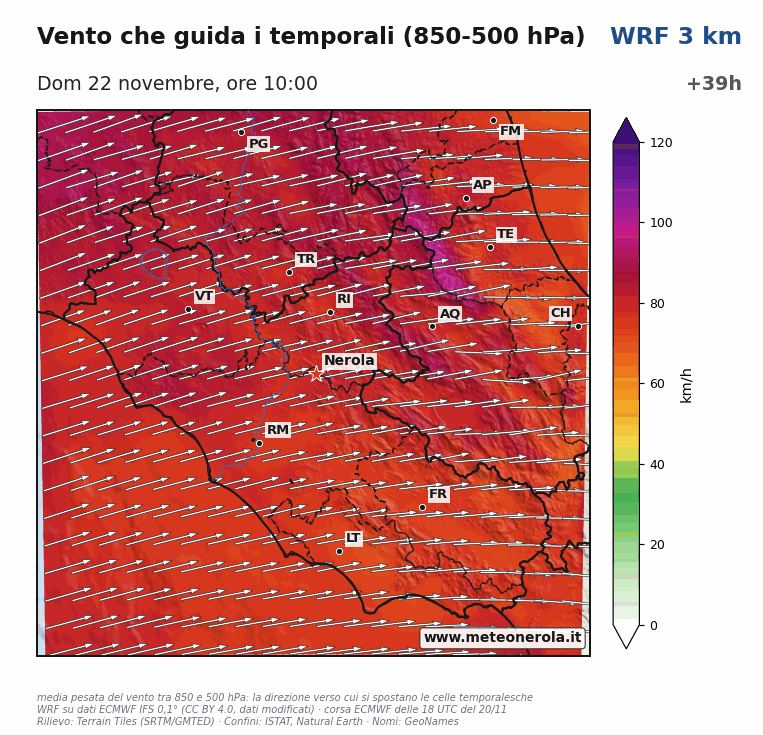 Vento che guida i temporali (850-500 hPa) WRF 3 km
Dom 22 novembre, ore 10:00 +39h
FM
PG
AP
TE
TR
VT
RI
AQ
CH
Nerola
RM
FR
LT
www.meteonerola.it
120
100
80
60
40
20
0
km/h
media pesata del vento tra 850 e 500 hPa: la direzione verso cui si spostano le celle temporalesche
WRF su dati ECMWF IFS 0,1° (CC BY 4.0, dati modificati) · corsa ECMWF delle 18 UTC del 20/11
Rilievo: Terrain Tiles (SRTM/GMTED) · Confini: ISTAT, Natural Earth · Nomi: GeoNames